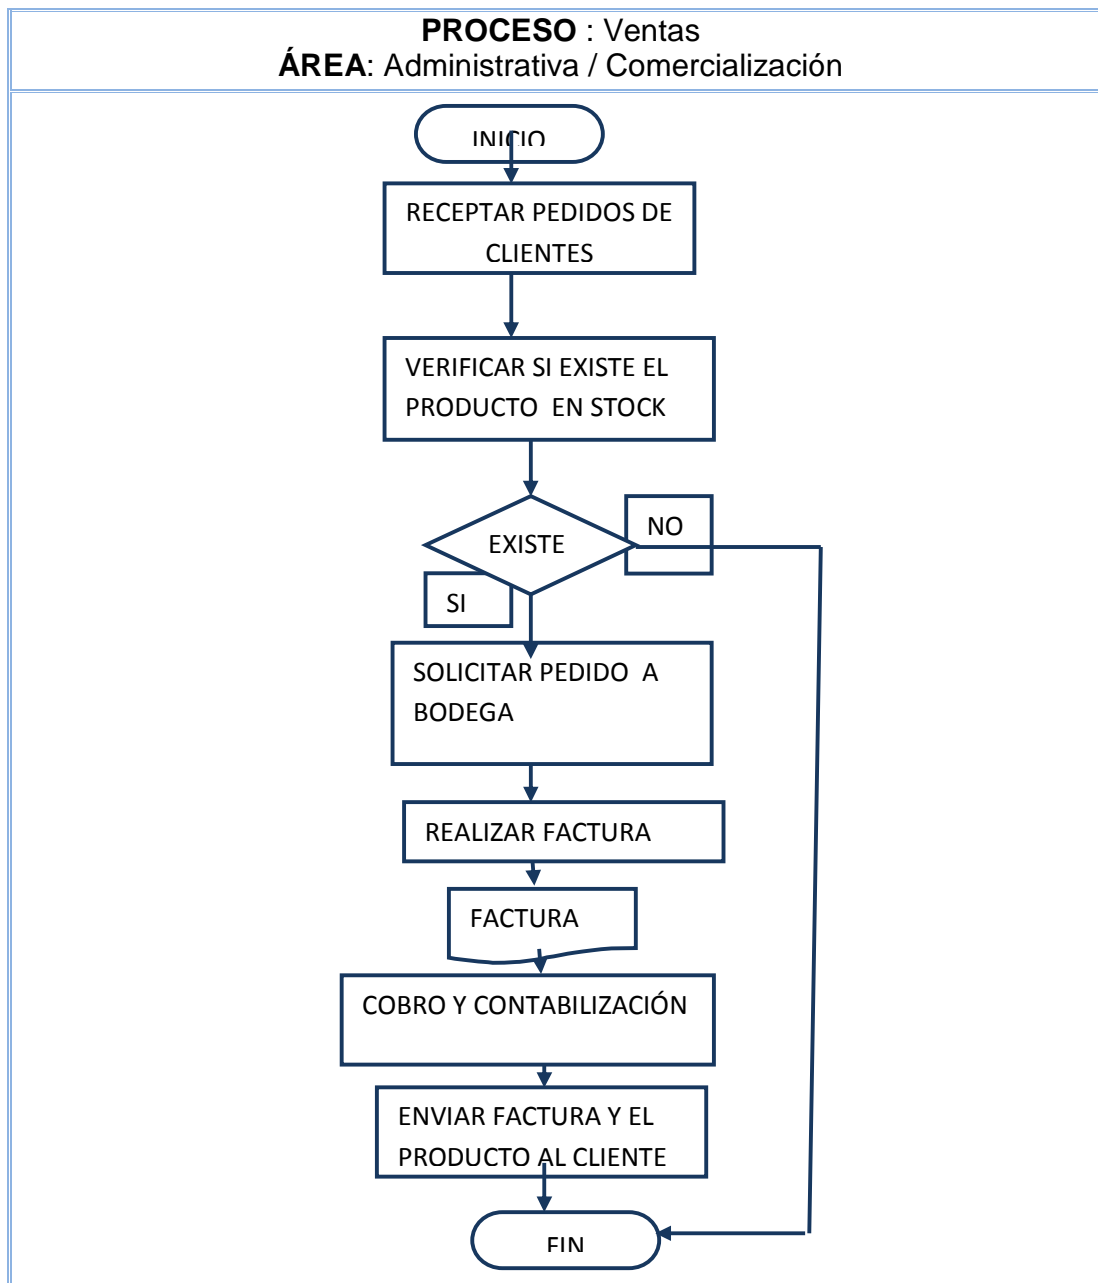 PROCESO : Ventas
ÁREA: Administrativa / Comercialización
INICIO
RECEPTAR PEDIDOS DE
CLIENTES
VERIFICAR SI EXISTE EL
PRODUCTO EN STOCK
EXISTE
NO
SI
SOLICITAR PEDIDO A
BODEGA
REALIZAR FACTURA
FACTURA
COBRO Y CONTABILIZACIÓN
ENVIAR FACTURA Y EL
PRODUCTO AL CLIENTE
FIN